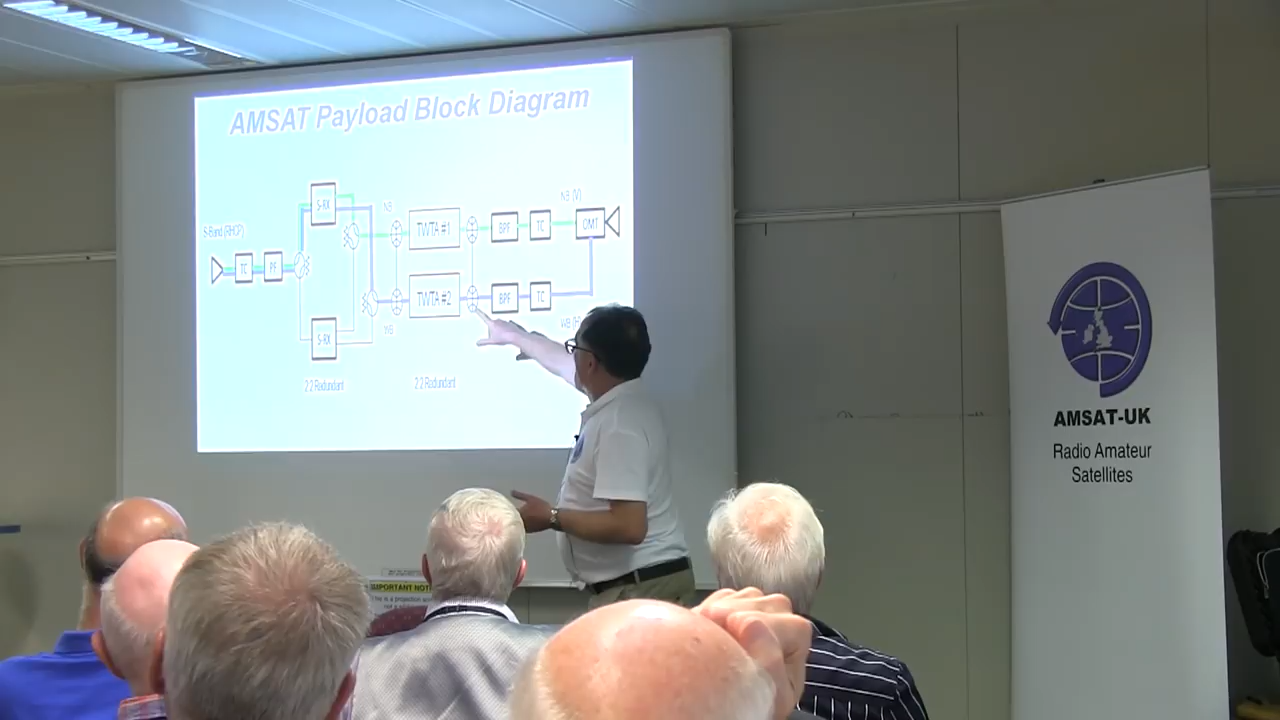 AMSAT Payload Block Diagram
S-Band (RHCP)
TC
PF
S-RX
S-RX
2:2 Redundant
NB
WB
TWTA #1
TWTA #2
2:2 Redundant
BPF
TC
BPF
TC
NB (V)
OMT
WB
IMPORTANT
AMSAT-UK
Radio Amateur
Satellites